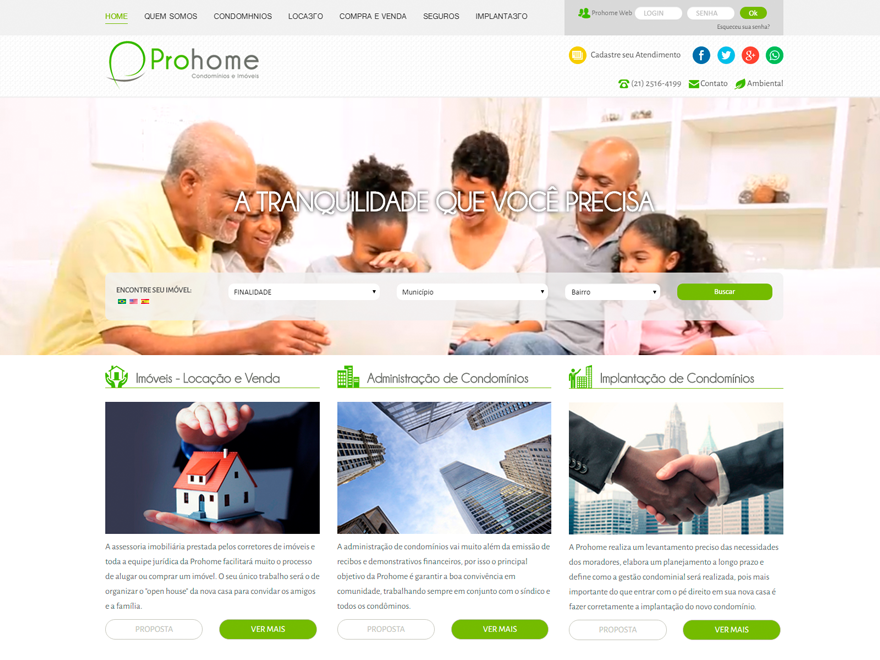 HOME QUEM SOMOS CONDOMHNIOS LOCAЗГO COMPRA E VENDA SEGUROS IMPLANTAЗГO
Prohome Web LOGIN SENHA Ok
Esqueceu sua senha?
Prohome
Condomínios e Imóveis
Cadastre seu Atendimento
(21) 2516-4199 Contato Ambiental
A TRANQUILIDADE QUE VOCÊ PRECISA
ENCONTRE SEU IMÓVEL: FINALIDADE Município Bairro Buscar
Imóveis - Locação e Venda
A assessoria imobiliária prestada pelos corretores de imóveis e
toda a equipe jurídica da Prohome facilitará muito o processo
de alugar ou comprar um imóvel. O seu único trabalho será o de
organizar o "open house" da nova casa para convidar os amigos
e a família.
PROPOSTA VER MAIS
Administração de Condomínios
A administração de condomínios vai muito além da emissão de
recibos e demonstrativos financeiros, por isso o principal
objetivo da Prohome é garantir a boa convivência em
comunidade, trabalhando sempre em conjunto com o síndico e
todos os condôminos.
PROPOSTA VER MAIS
Implantação de Condomínios
A Prohome realiza um levantamento preciso das necessidades
dos moradores, elabora um planejamento a longo prazo e
define como a gestão condominial será realizada, pois mais
importante do que entrar com o pé direito em sua nova casa é
fazer corretamente a implantação do novo condomínio.
PROPOSTA VER MAIS